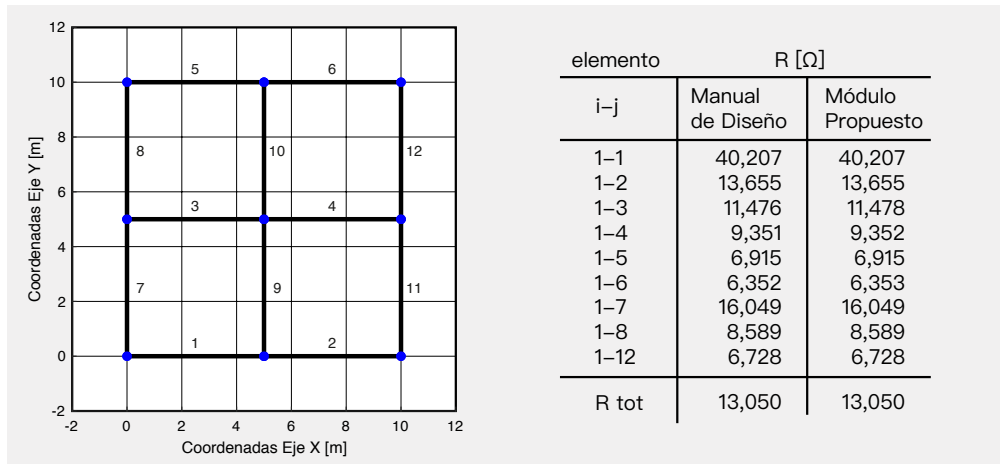 12
10
8
6
4
2
0
-2
-2 0 2 4 6 8 10 12
Coordenadas Eje Y [m]
Coordenadas Eje X [m]
5 6
8 10 12
3 4
7 9 11
1 2
elemento R [Ω]
i–j Manual de Diseño Módulo Propuesto
1–1 40,207 40,207
1–2 13,655 13,655
1–3 11,476 11,478
1–4 9,351 9,352
1–5 6,915 6,915
1–6 6,352 6,353
1–7 16,049 16,049
1–8 8,589 8,589
1–12 6,728 6,728
R tot 13,050 13,050